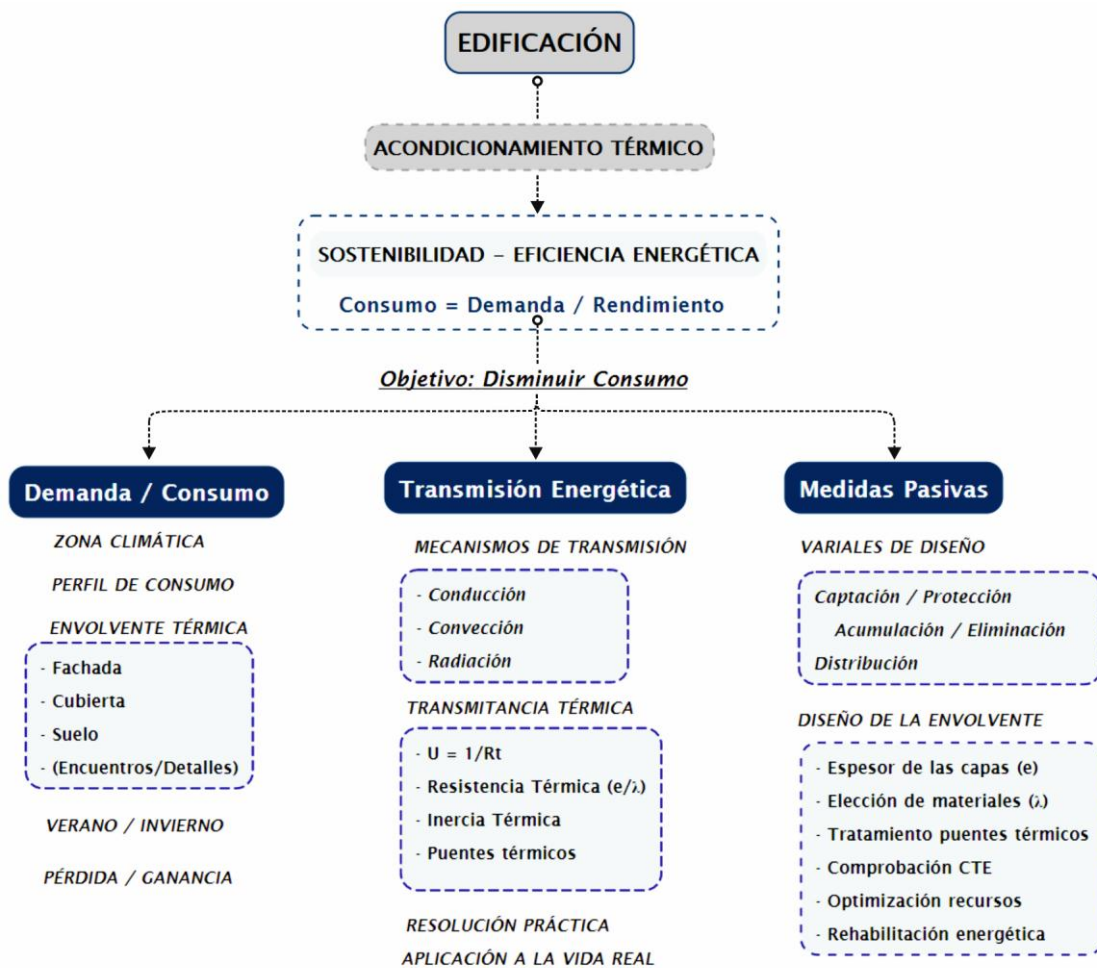 EDIFICACIÓN
ACONDICIONAMIENTO TÉRMICO
SOSTENIBILIDAD – EFICIENCIA ENERGÉTICA
Consumo = Demanda / Rendimiento
Objetivo: Disminuir Consumo
Demanda / Consumo
ZONA CLIMÁTICA
PERFIL DE CONSUMO
ENVOLVENTE TÉRMICA
- Fachada
- Cubierta
- Suelo
- (Encuentros/Detalles)
VERANO / INVIERNO
PÉRDIDA / GANANCIA
Transmisión Energética
MECANISMOS DE TRANSMISIÓN
- Conducción
- Convección
- Radiación
TRANSMITANCIA TÉRMICA
- U = 1/Rt
- Resistencia Térmica (e/λ)
- Inercia Térmica
- Puentes térmicos
RESOLUCIÓN PRÁCTICA
APLICACIÓN A LA VIDA REAL
Medidas Pasivas
VARIALES DE DISEÑO
Captación / Protección
Acumulación / Eliminación
Distribución
DISEÑO DE LA ENVOLVENTE
- Espesor de las capas (e)
- Elección de materiales (λ)
- Tratamiento puentes térmicos
- Comprobación CTE
- Optimización recursos
- Rehabilitación energética